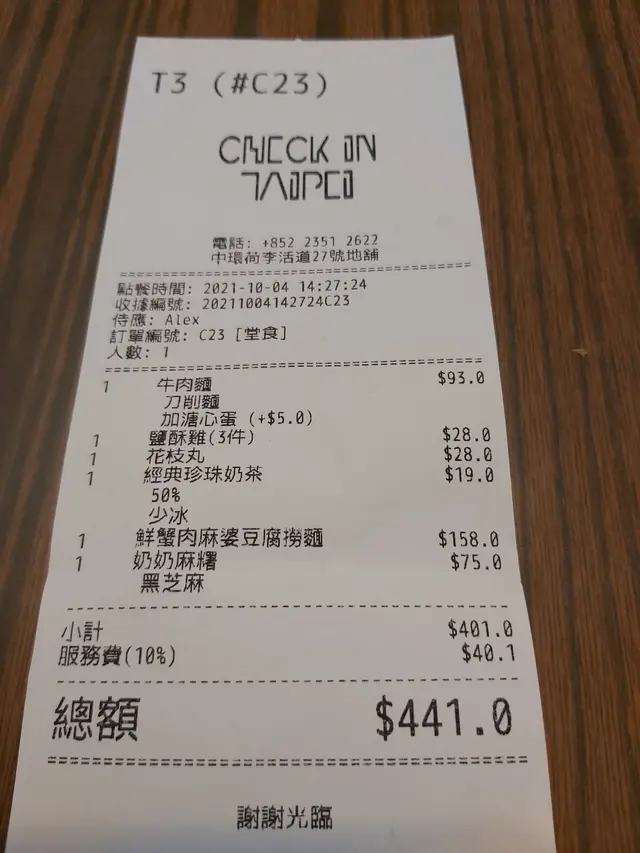 T3 (#C23)
CHECK IN
TAIPEI
電話: +852 2351 2622
中環荷李活道27號地舖
點餐時間: 2021-10-04 14:27:24
收據編號: 20211004142724C23
侍應: Alex
訂單編號: C23 [堂食]
人數: 1
1 牛肉麵 $93.0
刀削麵
加溏心蛋 (+$5.0)
1 鹽酥雞(3件) $28.0
1 花枝丸 $28.0
1 經典珍珠奶茶 $19.0
50%
少冰
1 鮮蟹肉麻婆豆腐撈麵 $158.0
1 奶奶麻糬 $75.0
黑芝麻
小計 $401.0
服務費(10%) $40.1
總額 $441.0
謝謝光臨